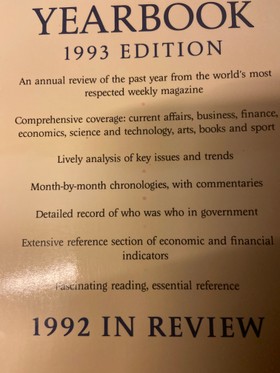 YEARBOOK
1993 EDITION
An annual review of the past year from the world's most
respected weekly magazine
Comprehensive coverage: current affairs, business, finance,
economics, science and technology, arts, books and sport
Lively analysis of key issues and trends
Month-by-month chronologies, with commentaries
Detailed record of who was who in government
Extensive reference section of economic and financial
indicators
Fascinating reading, essential reference
1992 IN REVIEW